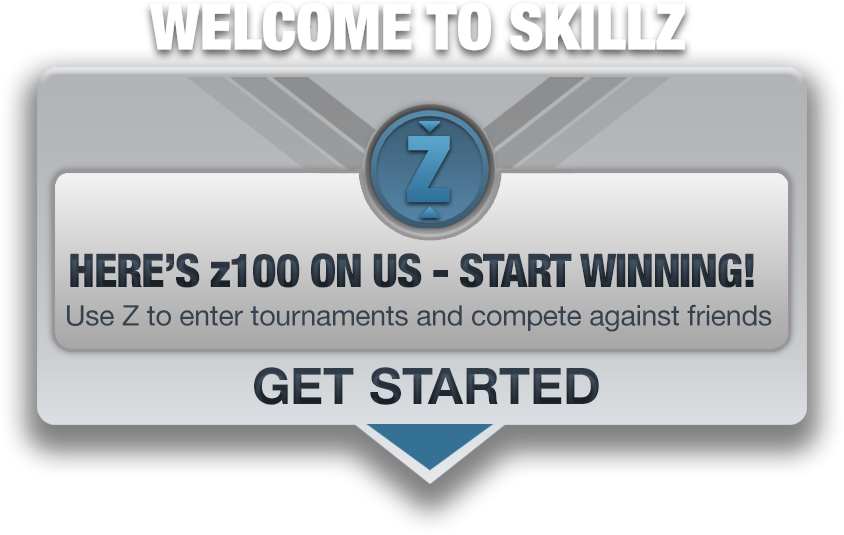 WELCOME TO SKILLZ
Z
HERE'S z100 ON US - START WINNING!
Use Z to enter tournaments and compete against friends
GET STARTED